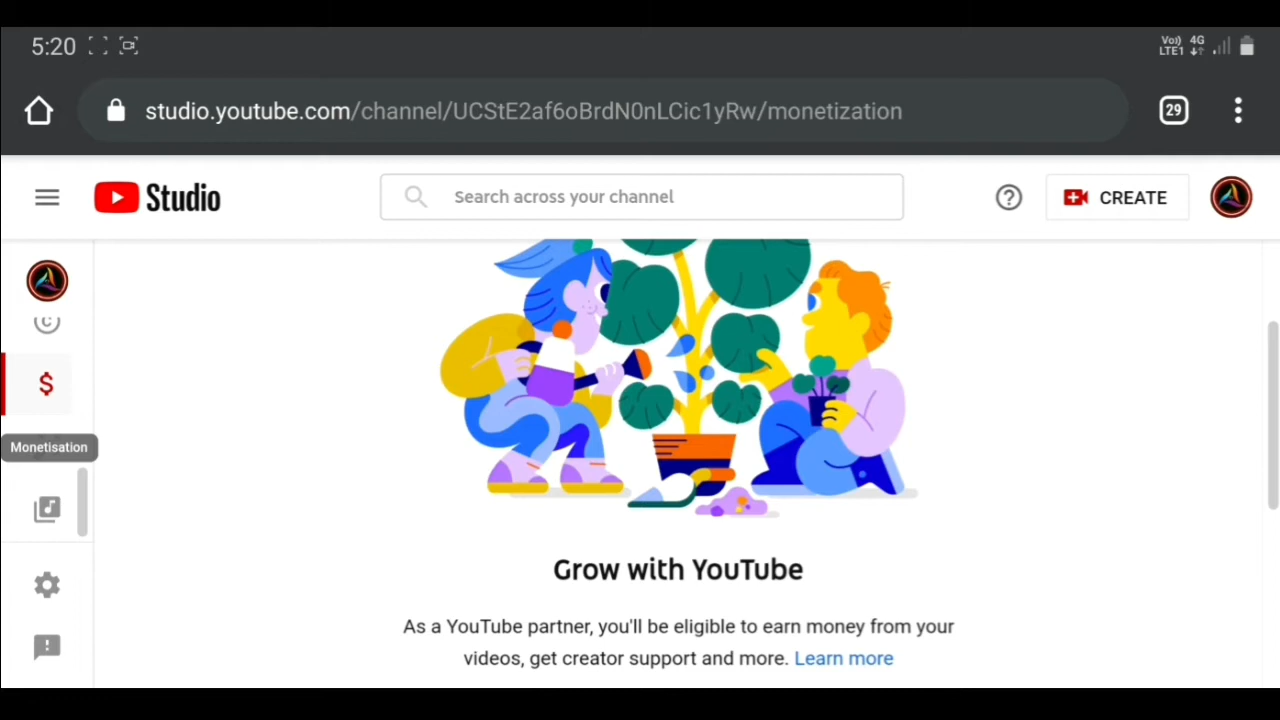 5:20
Vo)) 4G
LTE1
studio.youtube.com/channel/UCStE2af6oBrdN0nLCic1yRw/monetization
29
Studio
Search across your channel
CREATE
Monetisation
Grow with YouTube
As a YouTube partner, you'll be eligible to earn money from your
videos, get creator support and more. Learn more